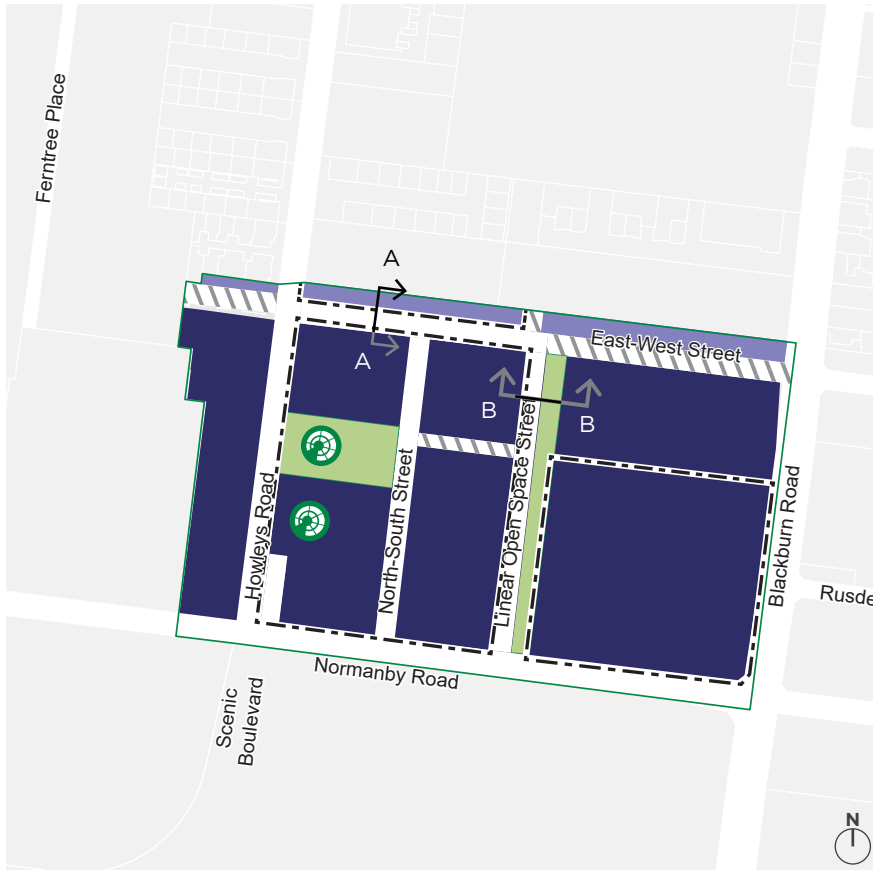 Ferntree Place
A
East-West Street
A
B
B
Howleys Road
North-South Street
Linear Open Space Street
Blackburn Road
Rusde
Normanby Road
Scenic
Boulevard
N